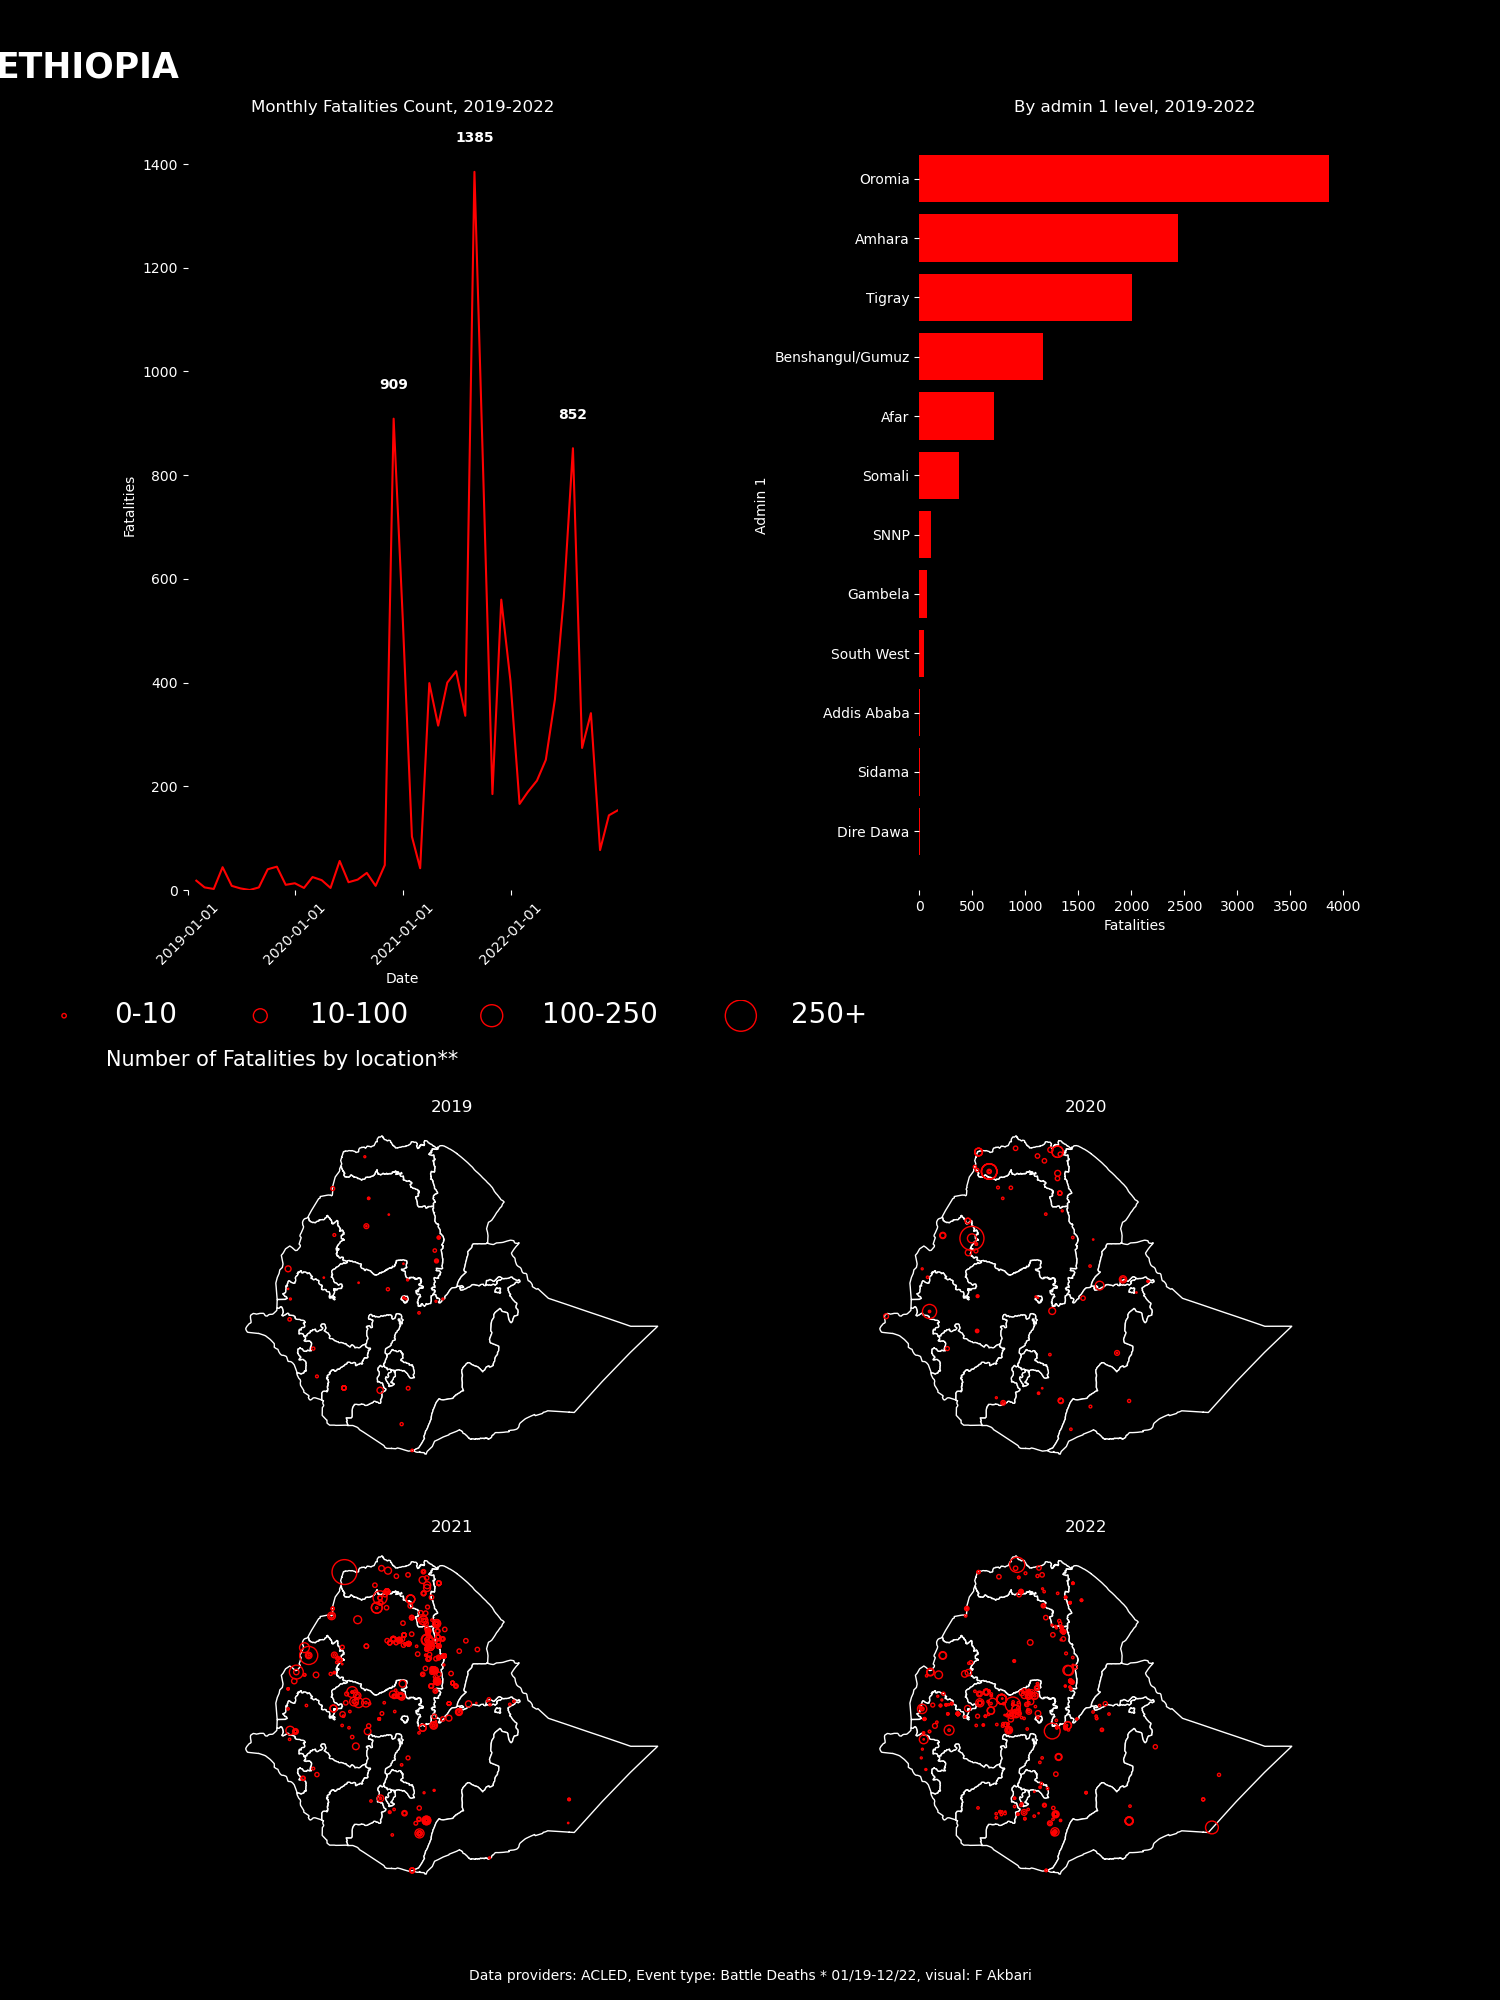 ETHIOPIA
Monthly Fatalities Count, 2019-2022
1385
909
852
1400
1200
1000
800
600
400
200
0
Fatalities
2019-01-01
2020-01-01
2021-01-01
2022-01-01
Date
By admin 1 level, 2019-2022
Admin 1
Oromia
Amhara
Tigray
Benshangul/Gumuz
Afar
Somali
SNNP
Gambela
South West
Addis Ababa
Sidama
Dire Dawa
0 500 1000 1500 2000 2500 3000 3500 4000
Fatalities
0-10 10-100 100-250 250+
Number of Fatalities by location**
2019 2020
2021 2022
Data providers: ACLED, Event type: Battle Deaths * 01/19-12/22, visual: F Akbari